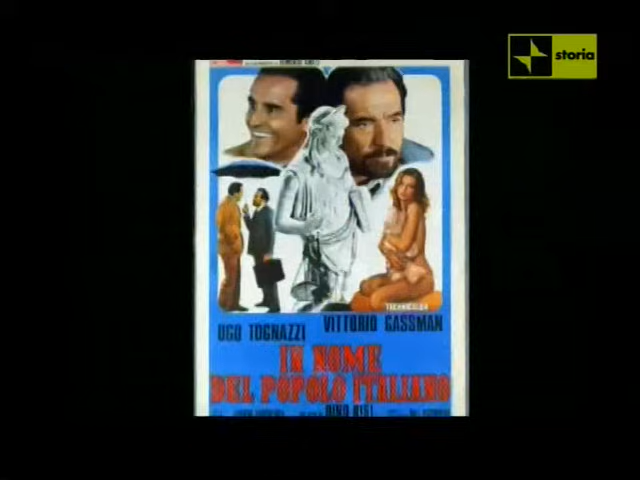 storia
TECHNICOLOR
UGO TOGNAZZI VITTORIO GASSMAN
IN NOME
DEL POPOLO ITALIANO
DINO RISI